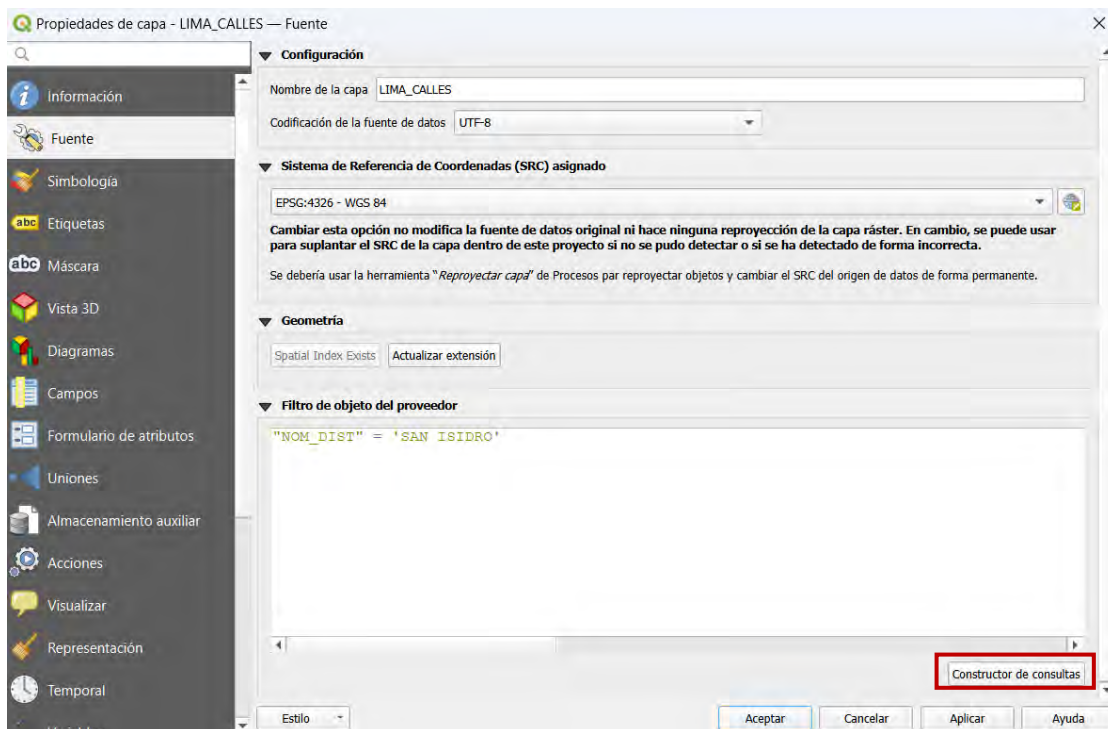 Propiedades de capa - LIMA_CALLES — Fuente
Información
Fuente
Simbología
abc Etiquetas
abc Máscara
Vista 3D
Diagramas
Campos
Formulario de atributos
Uniones
Almacenamiento auxiliar
Acciones
Visualizar
Representación
Temporal
Configuración
Nombre de la capa LIMA_CALLES
Codificación de la fuente de datos UTF-8
Sistema de Referencia de Coordenadas (SRC) asignado
EPSG:4326 - WGS 84
Cambiar esta opción no modifica la fuente de datos original ni hace ninguna reproyección de la capa ráster. En cambio, se puede usar
para suplantar el SRC de la capa dentro de este proyecto si no se pudo detectar o si se ha detectado de forma incorrecta.
Se debería usar la herramienta "Reproyectar capa" de Procesos par reproyectar objetos y cambiar el SRC del origen de datos de forma permanente.
Geometría
Spatial Index Exists Actualizar extensión
Filtro de objeto del proveedor
"NOM_DIST" = 'SAN ISIDRO'
Constructor de consultas
Estilo Aceptar Cancelar Aplicar Ayuda